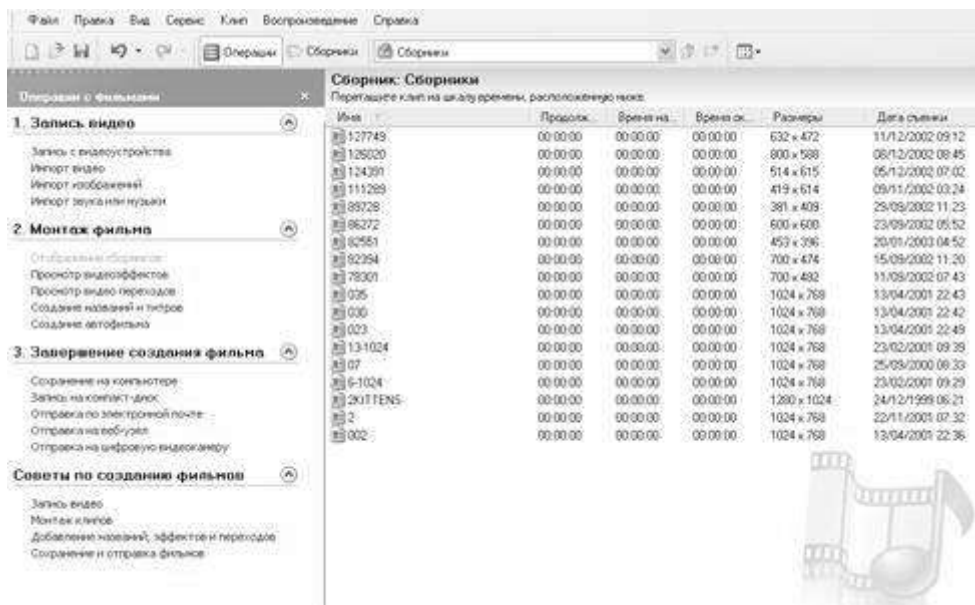 Файл Правка Вид Сервис Клип Воспроизведение Справка
Операции Сборники Сборники
Операции с фильмами
1. Запись видео
Запись с видеоустройства
Импорт видео
Импорт изображений
Импорт звука или музыки
2. Монтаж фильма
Отображение сборников
Просмотр видеоэффектов
Просмотр видео переходов
Создание названий и титров
Создание автофильма
3. Завершение создания фильма
Сохранение на компьютере
Запись на компакт-диск
Отправка по электронной почте
Отправка на веб-узел
Отправка на цифровую видеокамеру
Советы по созданию фильмов
Запись видео
Монтаж клипов
Добавление названий, эффектов и переходов
Сохранение и отправка фильмов
Сборник: Сборники
Перетащите клип на шкалу времени, расположенную ниже.
Имя Продолж... Время на... Время ок... Размеры Дата съемки
127749 00:00:00 00:00:00 00:00:00 632 x 472 11/12/2002 09:12
126020 00:00:00 00:00:00 00:00:00 800 x 588 08/12/2002 08:45
124391 00:00:00 00:00:00 00:00:00 514 x 615 05/12/2002 07:02
111289 00:00:00 00:00:00 00:00:00 419 x 614 09/11/2002 03:24
89728 00:00:00 00:00:00 00:00:00 381 x 409 29/09/2002 11:23
86272 00:00:00 00:00:00 00:00:00 600 x 600 23/09/2002 05:52
82551 00:00:00 00:00:00 00:00:00 453 x 396 20/01/2003 04:52
82394 00:00:00 00:00:00 00:00:00 700 x 474 15/09/2002 11:20
78301 00:00:00 00:00:00 00:00:00 700 x 492 11/09/2002 07:43
035 00:00:00 00:00:00 00:00:00 1024 x 768 13/04/2001 22:43
030 00:00:00 00:00:00 00:00:00 1024 x 768 13/04/2001 22:42
023 00:00:00 00:00:00 00:00:00 1024 x 768 13/04/2001 22:49
13-1024 00:00:00 00:00:00 00:00:00 1024 x 768 23/02/2001 09:39
07 00:00:00 00:00:00 00:00:00 1024 x 768 25/09/2000 08:33
6-1024 00:00:00 00:00:00 00:00:00 1024 x 768 23/02/2001 09:29
2KITTENS 00:00:00 00:00:00 00:00:00 1280 x 1024 24/12/1999 06:21
2 00:00:00 00:00:00 00:00:00 1024 x 768 22/11/2001 07:32
002 00:00:00 00:00:00 00:00:00 1024 x 768 13/04/2001 22:36